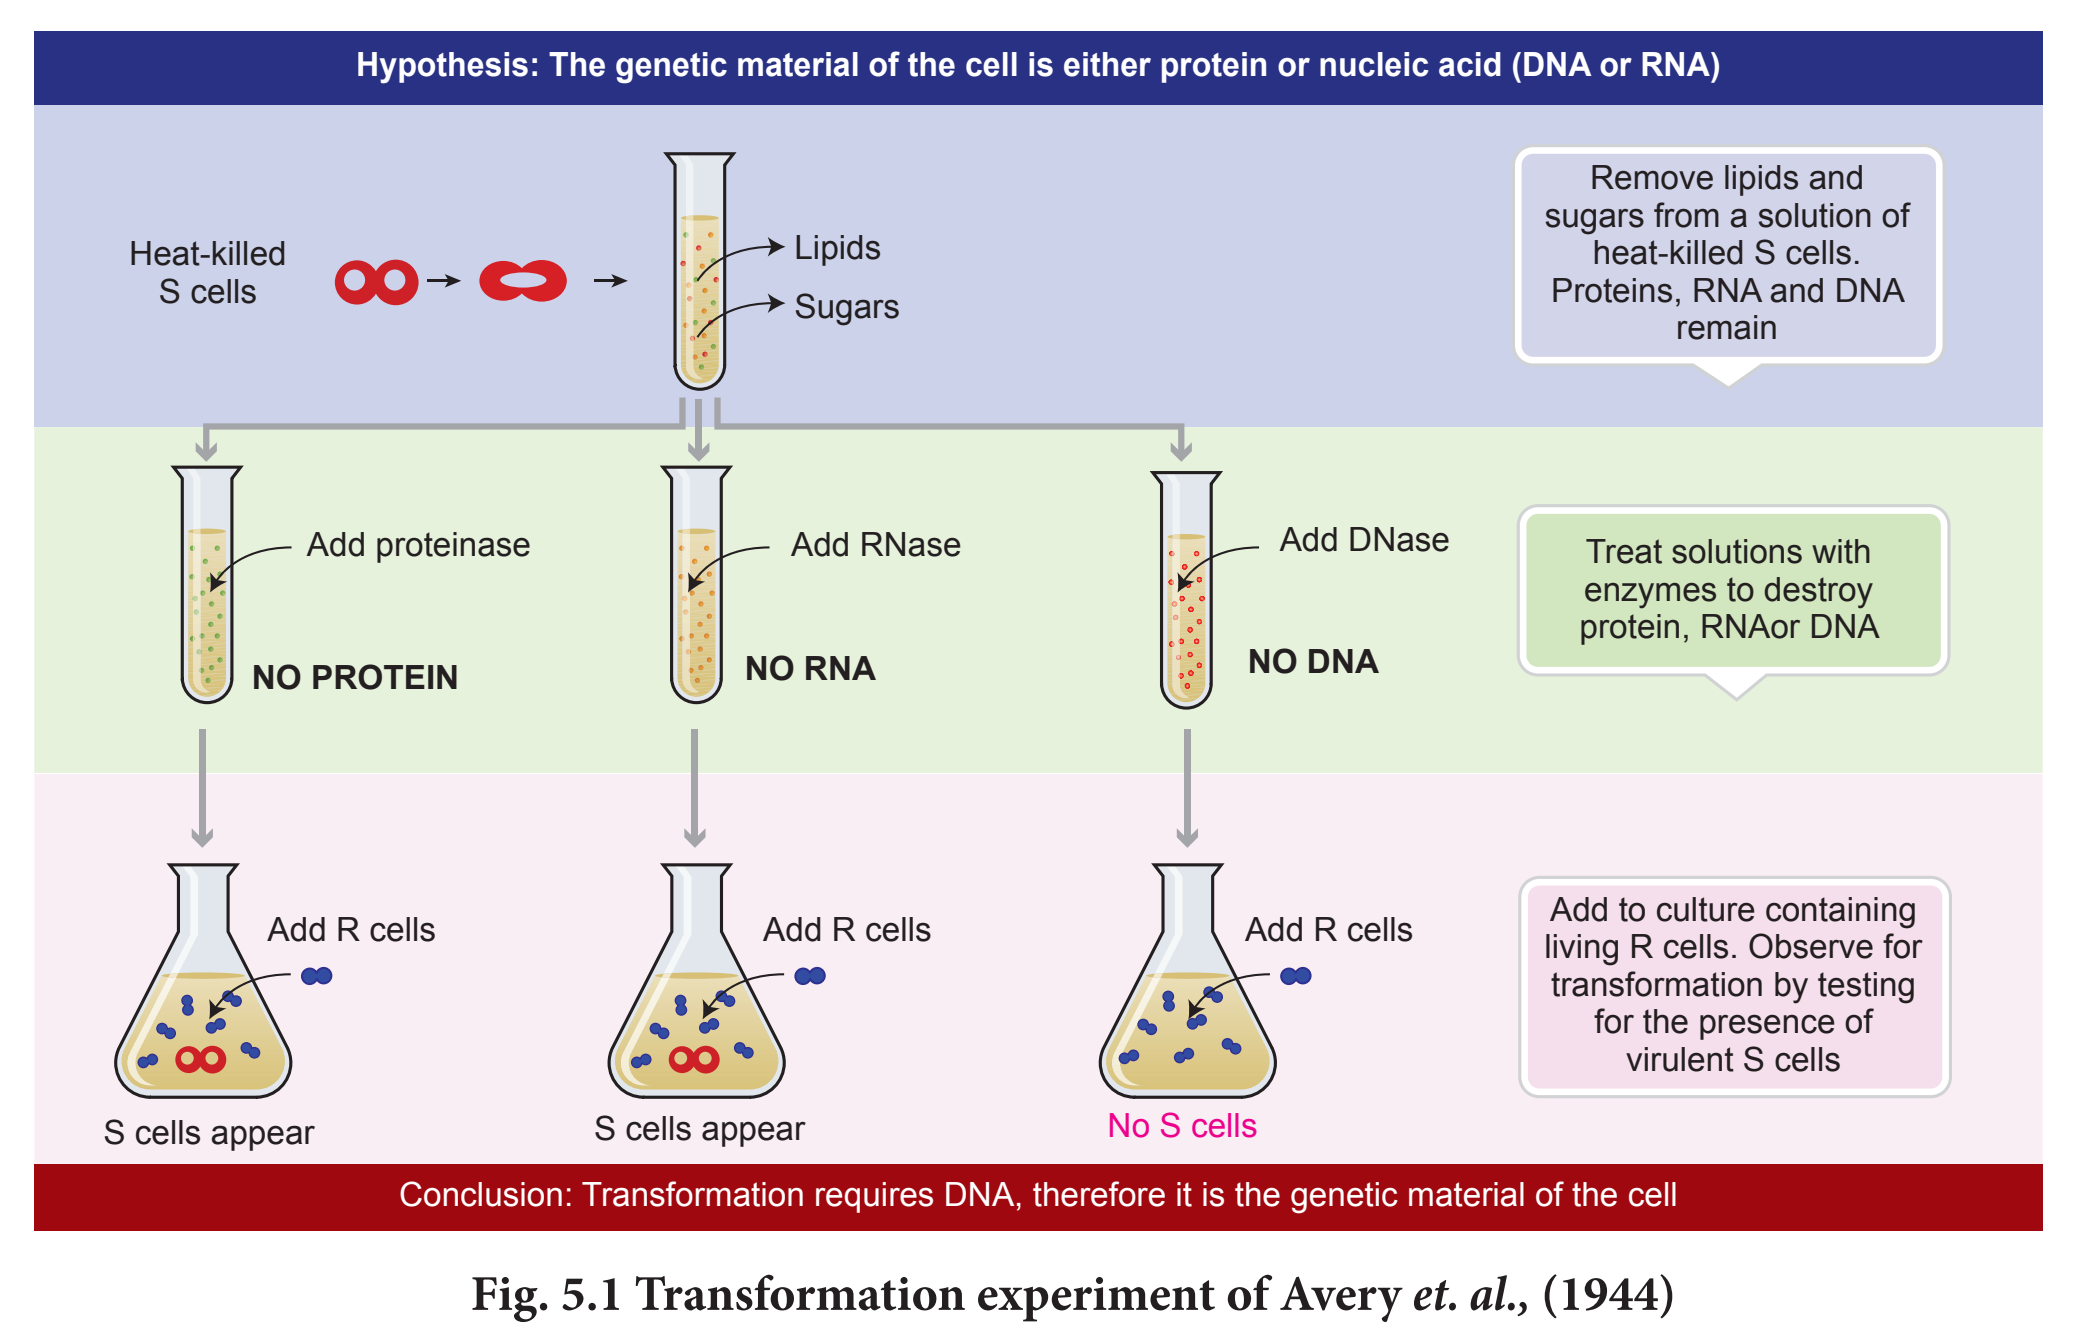 Hypothesis: The genetic material of the cell is either protein or nucleic acid (DNA or RNA)
Heat-killed
S cells
Lipids
Sugars
Remove lipids and
sugars from a solution of
heat-killed S cells.
Proteins, RNA and DNA
remain
Add proteinase
NO PROTEIN
Add RNase
NO RNA
Add DNase
NO DNA
Treat solutions with
enzymes to destroy
protein, RNAor DNA
Add R cells
S cells appear
Add R cells
S cells appear
Add R cells
No S cells
Add to culture containing
living R cells. Observe for
transformation by testing
for the presence of
virulent S cells
Conclusion: Transformation requires DNA, therefore it is the genetic material of the cell
Fig. 5.1 Transformation experiment of Avery et. al., (1944)